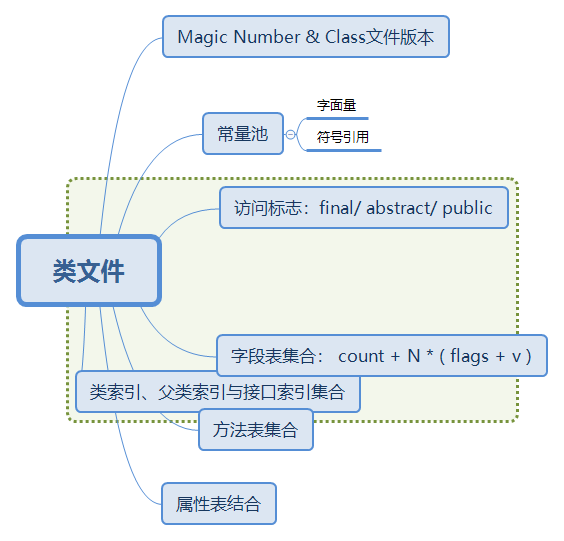 Magic Number & Class文件版本
常量池
字面量
符号引用
访问标志：final/ abstract/ public
类文件
字段表集合： count + N * ( flags + v )
类索引、父类索引与接口索引集合
方法表集合
属性表结合